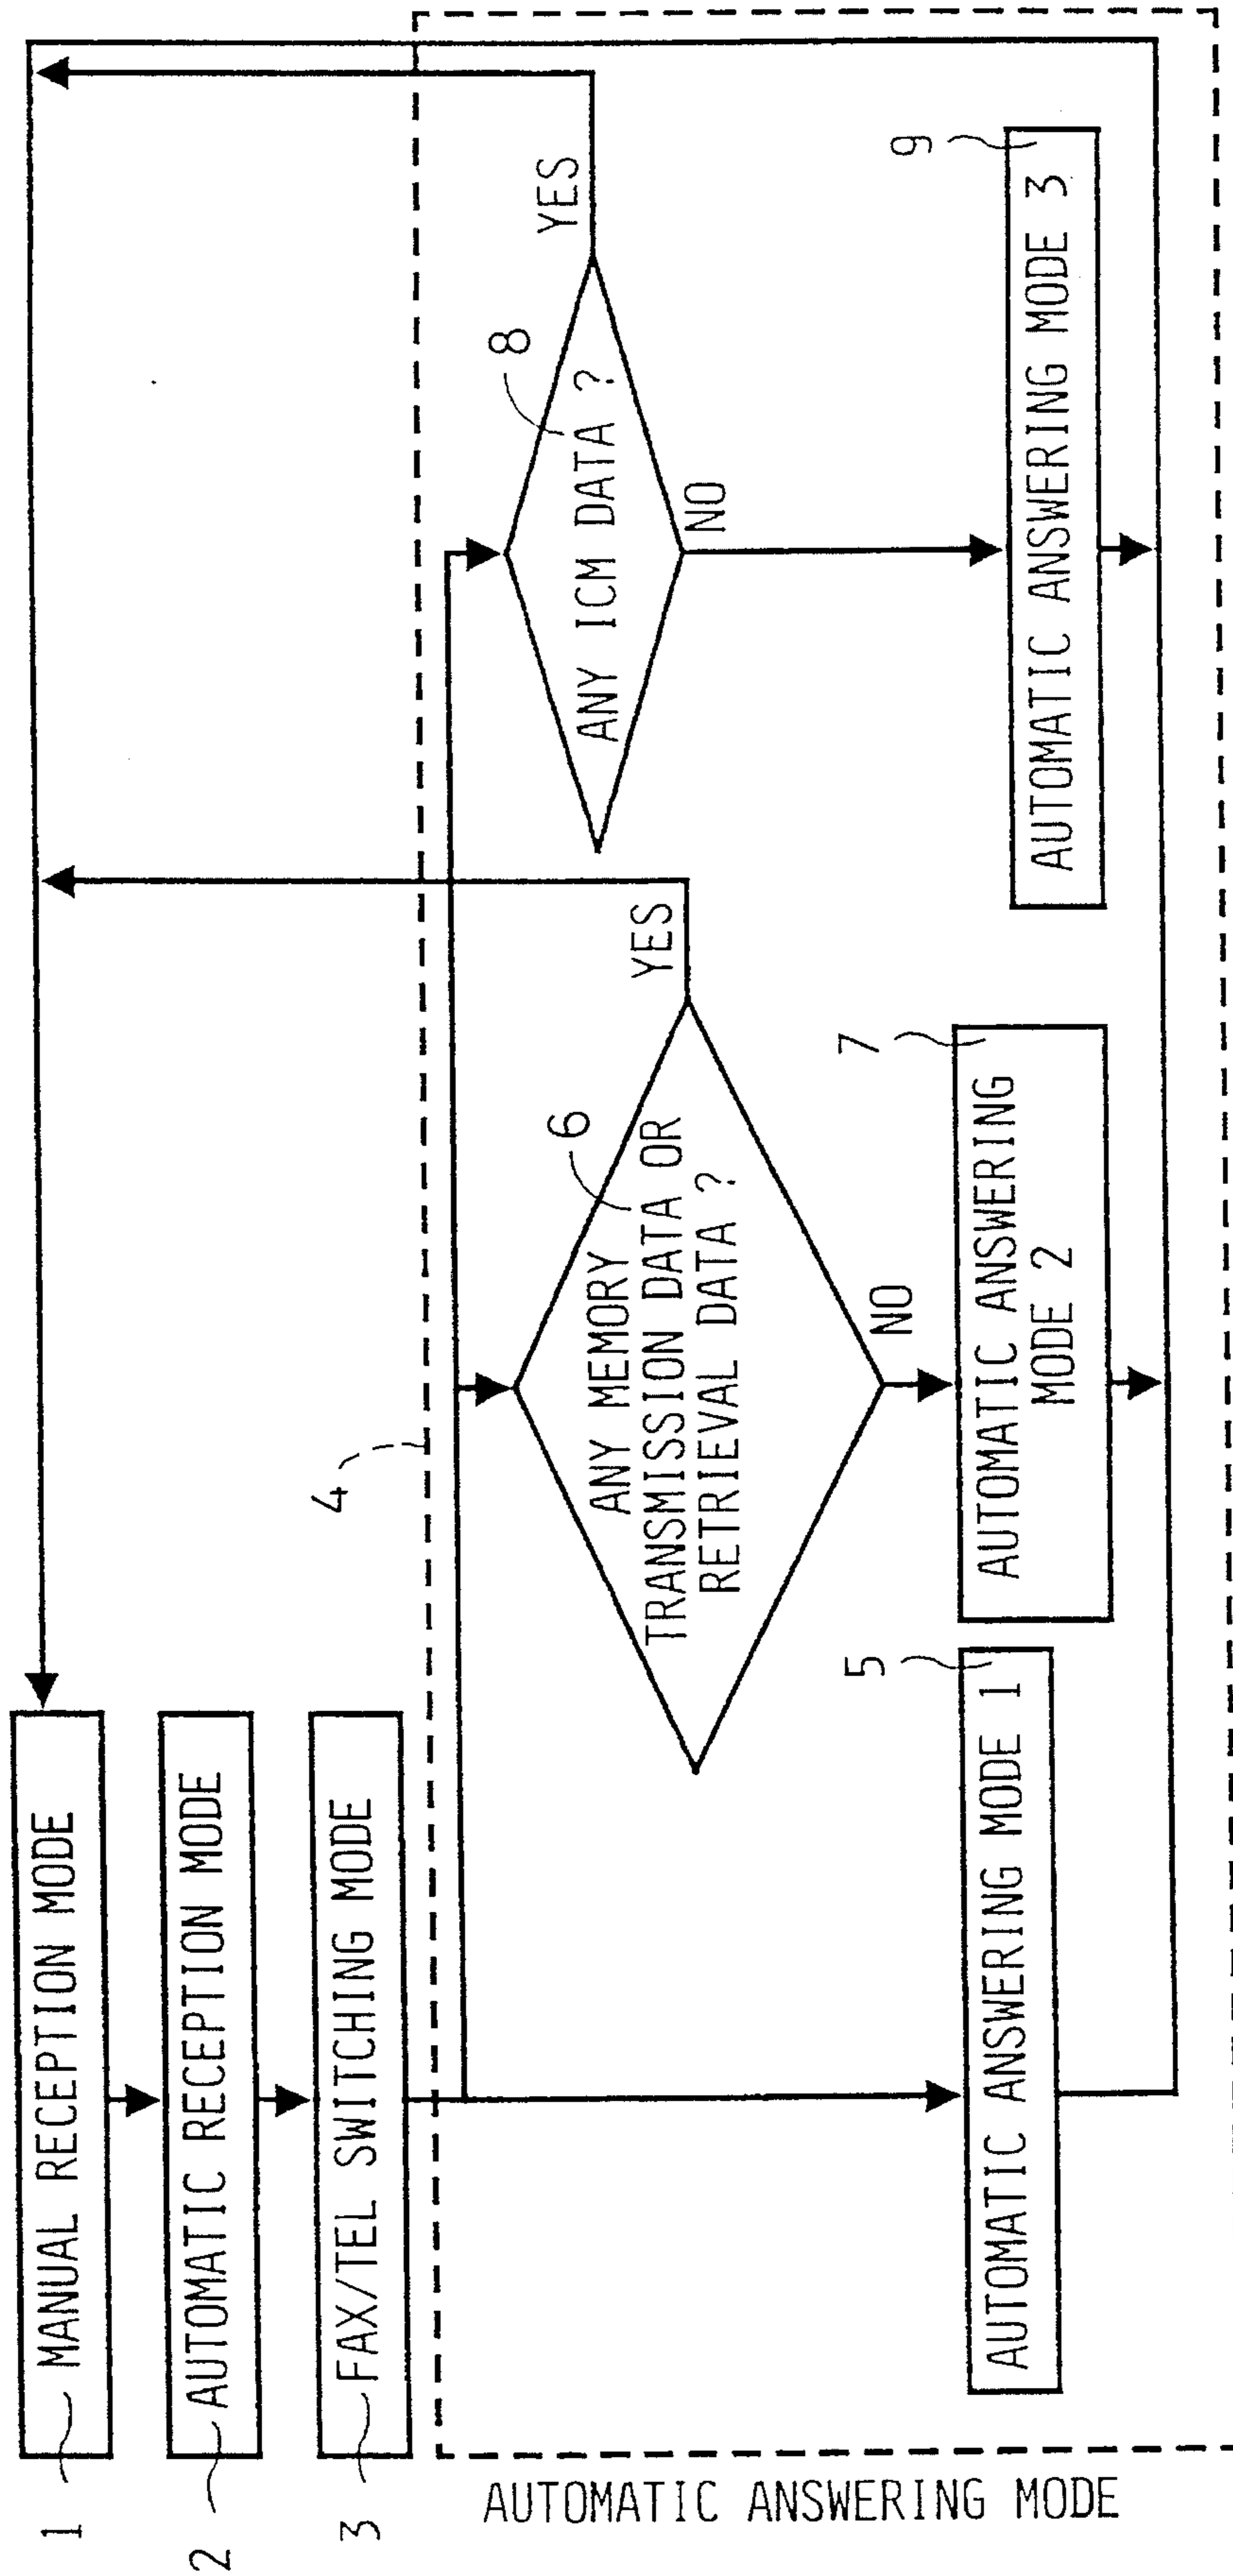 1 MANUAL RECEPTION MODE
2 AUTOMATIC RECEPTION MODE
3 FAX/TEL SWITCHING MODE
4
AUTOMATIC ANSWERING MODE
5
AUTOMATIC ANSWERING MODE 1
6
ANY MEMORY
TRANSMISSION DATA OR
RETRIEVAL DATA ?
YES
NO
7
AUTOMATIC ANSWERING
MODE 2
8
ANY ICM DATA ?
YES
NO
9
AUTOMATIC ANSWERING MODE 3